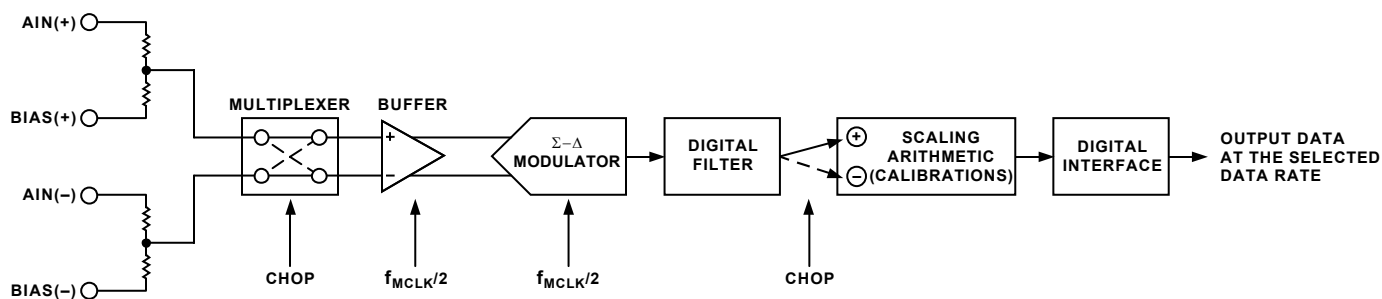 AIN(+)
BIAS(+)
AIN(–)
BIAS(–)
MULTIPLEXER
CHOP
BUFFER
+
–
fMCLK/2
Σ–Δ
MODULATOR
fMCLK/2
DIGITAL
FILTER
CHOP
+
–
SCALING
ARITHMETIC
(CALIBRATIONS)
DIGITAL
INTERFACE
OUTPUT DATA
AT THE SELECTED
DATA RATE